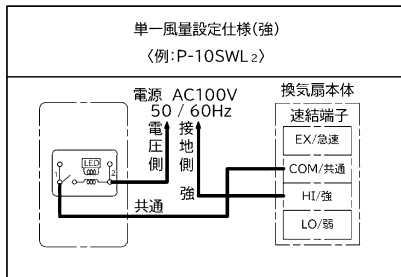 単一風量設定仕様(強)
〈例:P-10SWL₂〉
電源 AC100V
50 / 60Hz
電圧側
接地側
強
共通
LED
1
2
換気扇本体
速結端子
EX/急速
COM/共通
HI/強
LO/弱